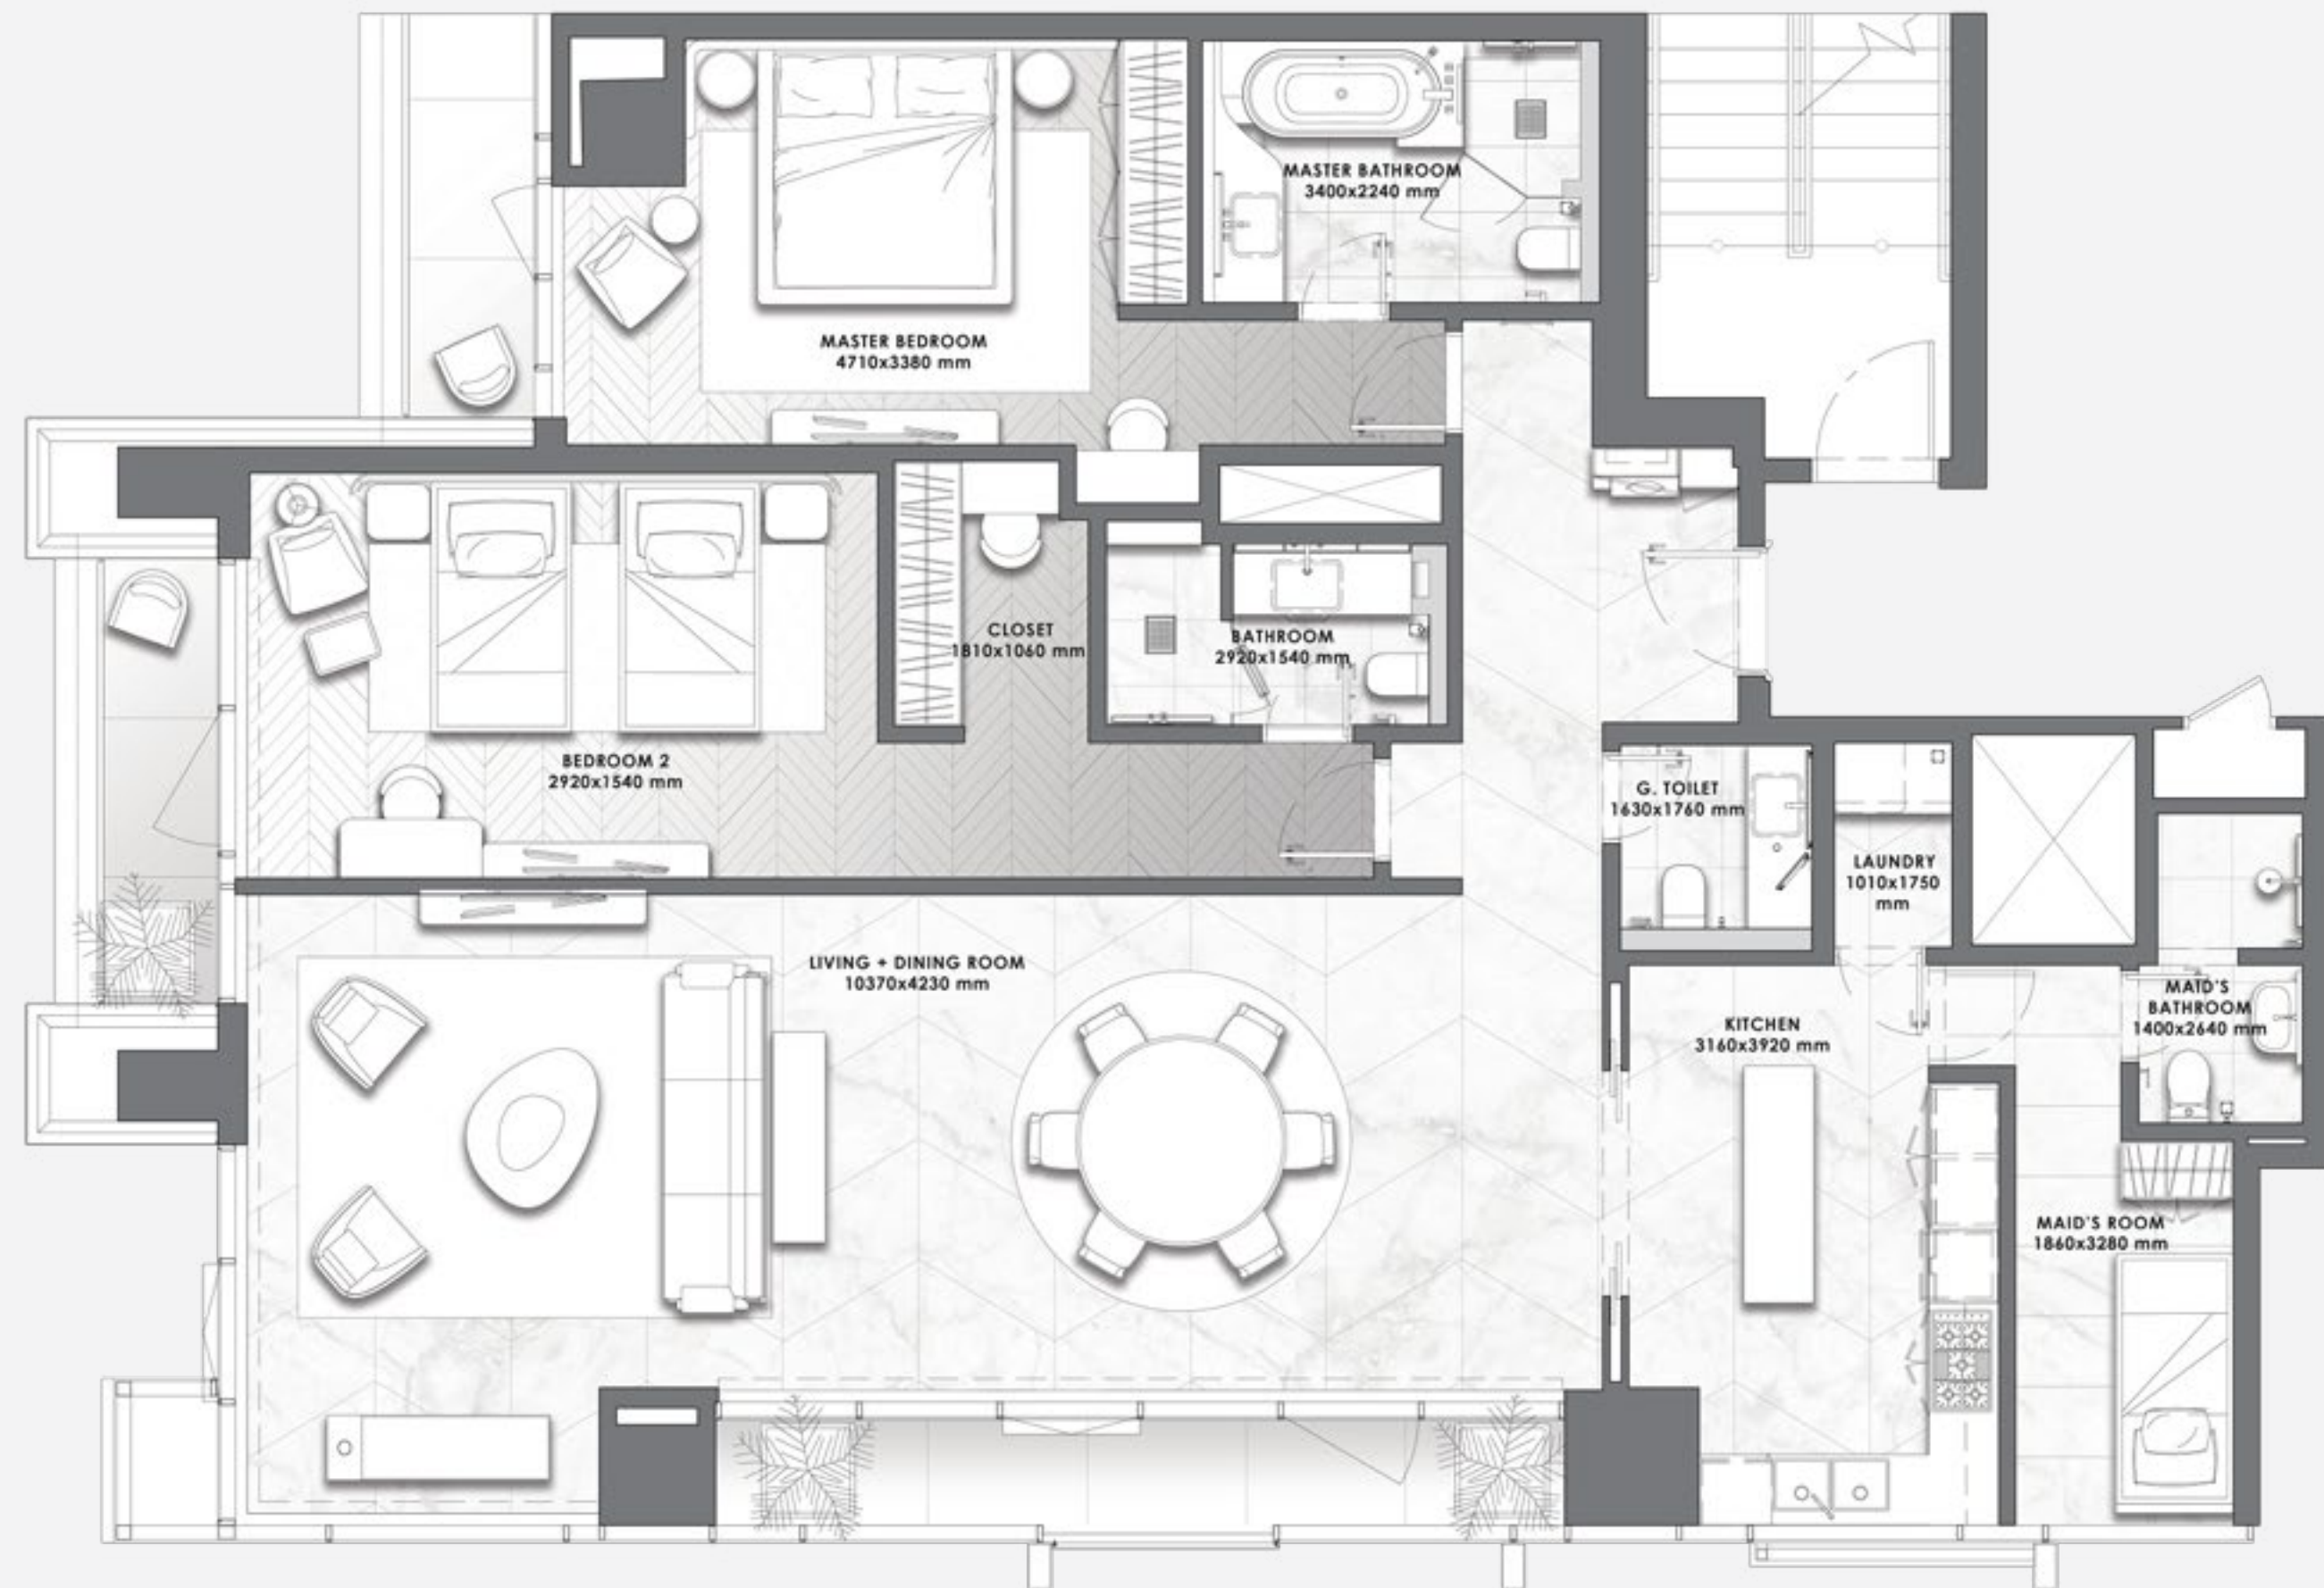 MASTER BATHROOM
3400x2240 mm
MASTER BEDROOM
4710x3380 mm
CLOSET
1810x1060 mm
BATHROOM
2920x1540 mm
BEDROOM 2
2920x1540 mm
G. TOILET
1630x1760 mm
LAUNDRY
1010x1750
mm
LIVING + DINING ROOM
10370x4230 mm
KITCHEN
3160x3920 mm
MAID'S
BATHROOM
1400x2640 mm
MAID'S ROOM
1860x3280 mm